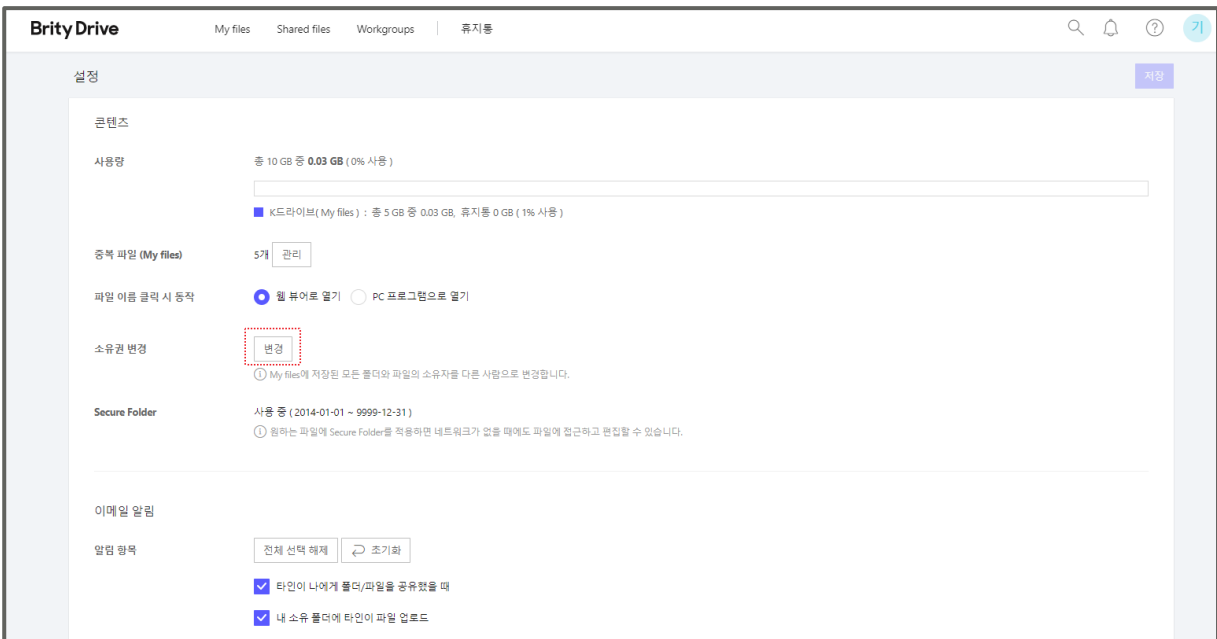 Brity Drive My files Shared files Workgroups 휴지통 기
설정 저장
콘텐츠
사용량 총 10 GB 중 0.03 GB ( 0% 사용 )
K드라이브( My files ) : 총 5 GB 중 0.03 GB, 휴지통 0 GB ( 1% 사용 )
중복 파일 (My files) 5개 관리
파일 이름 클릭 시 동작 웹 뷰어로 열기 PC 프로그램으로 열기
소유권 변경 변경
My files에 저장된 모든 폴더와 파일의 소유자를 다른 사람으로 변경합니다.
Secure Folder 사용 중 ( 2014-01-01 ~ 9999-12-31 )
원하는 파일에 Secure Folder를 적용하면 네트워크가 없을 때에도 파일에 접근하고 편집할 수 있습니다.
이메일 알림
알림 항목 전체 선택 해제 초기화
타인이 나에게 폴더/파일을 공유했을 때
내 소유 폴더에 타인이 파일 업로드